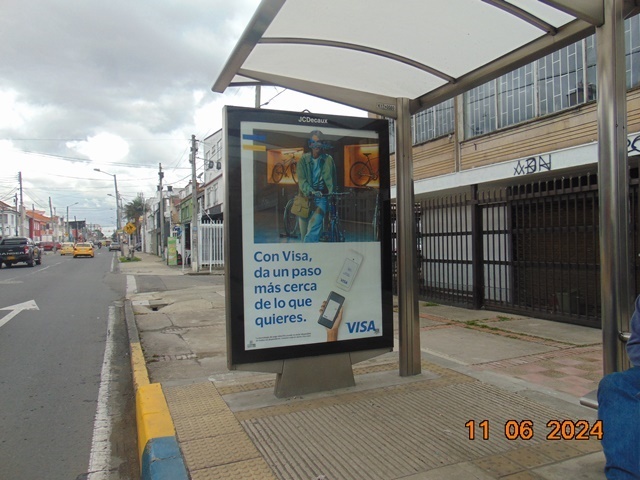 JCDecaux
Con Visa,
da un paso
más cerca
de lo que
quieres.
VISA
11 06 2024